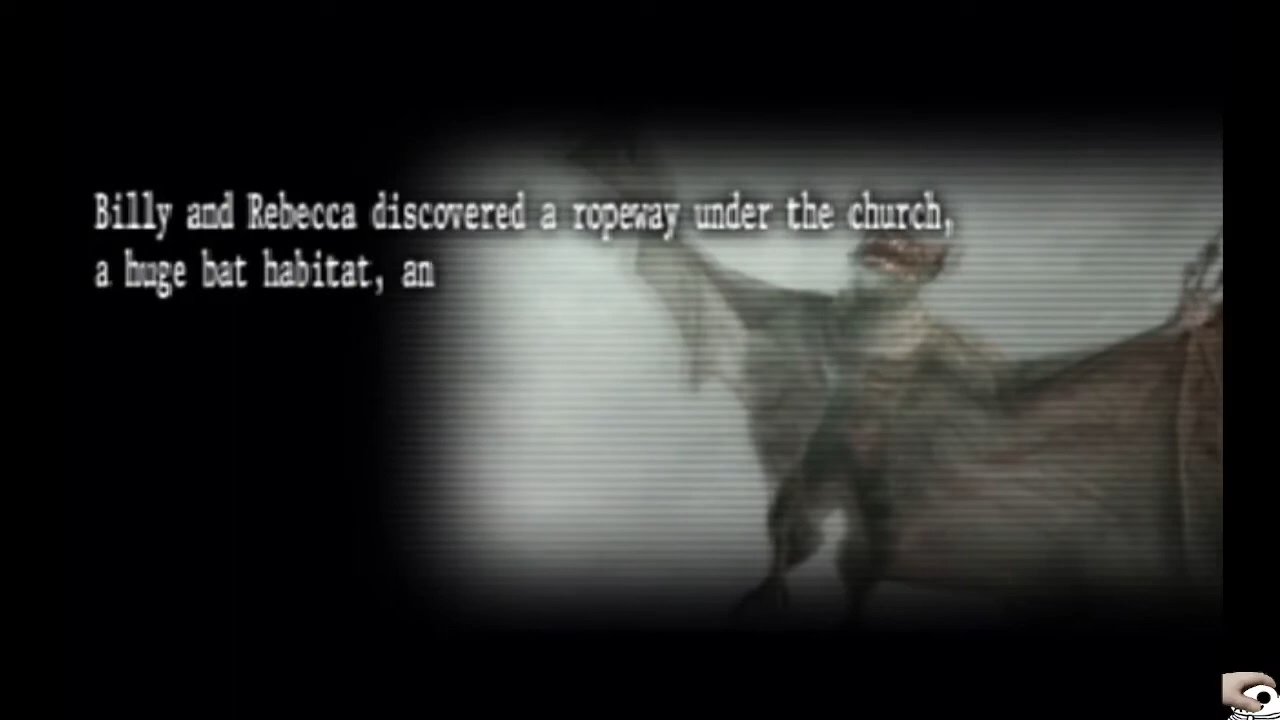 Billy and Rebecca discovered a ropeway under the church,
a huge bat habitat, an